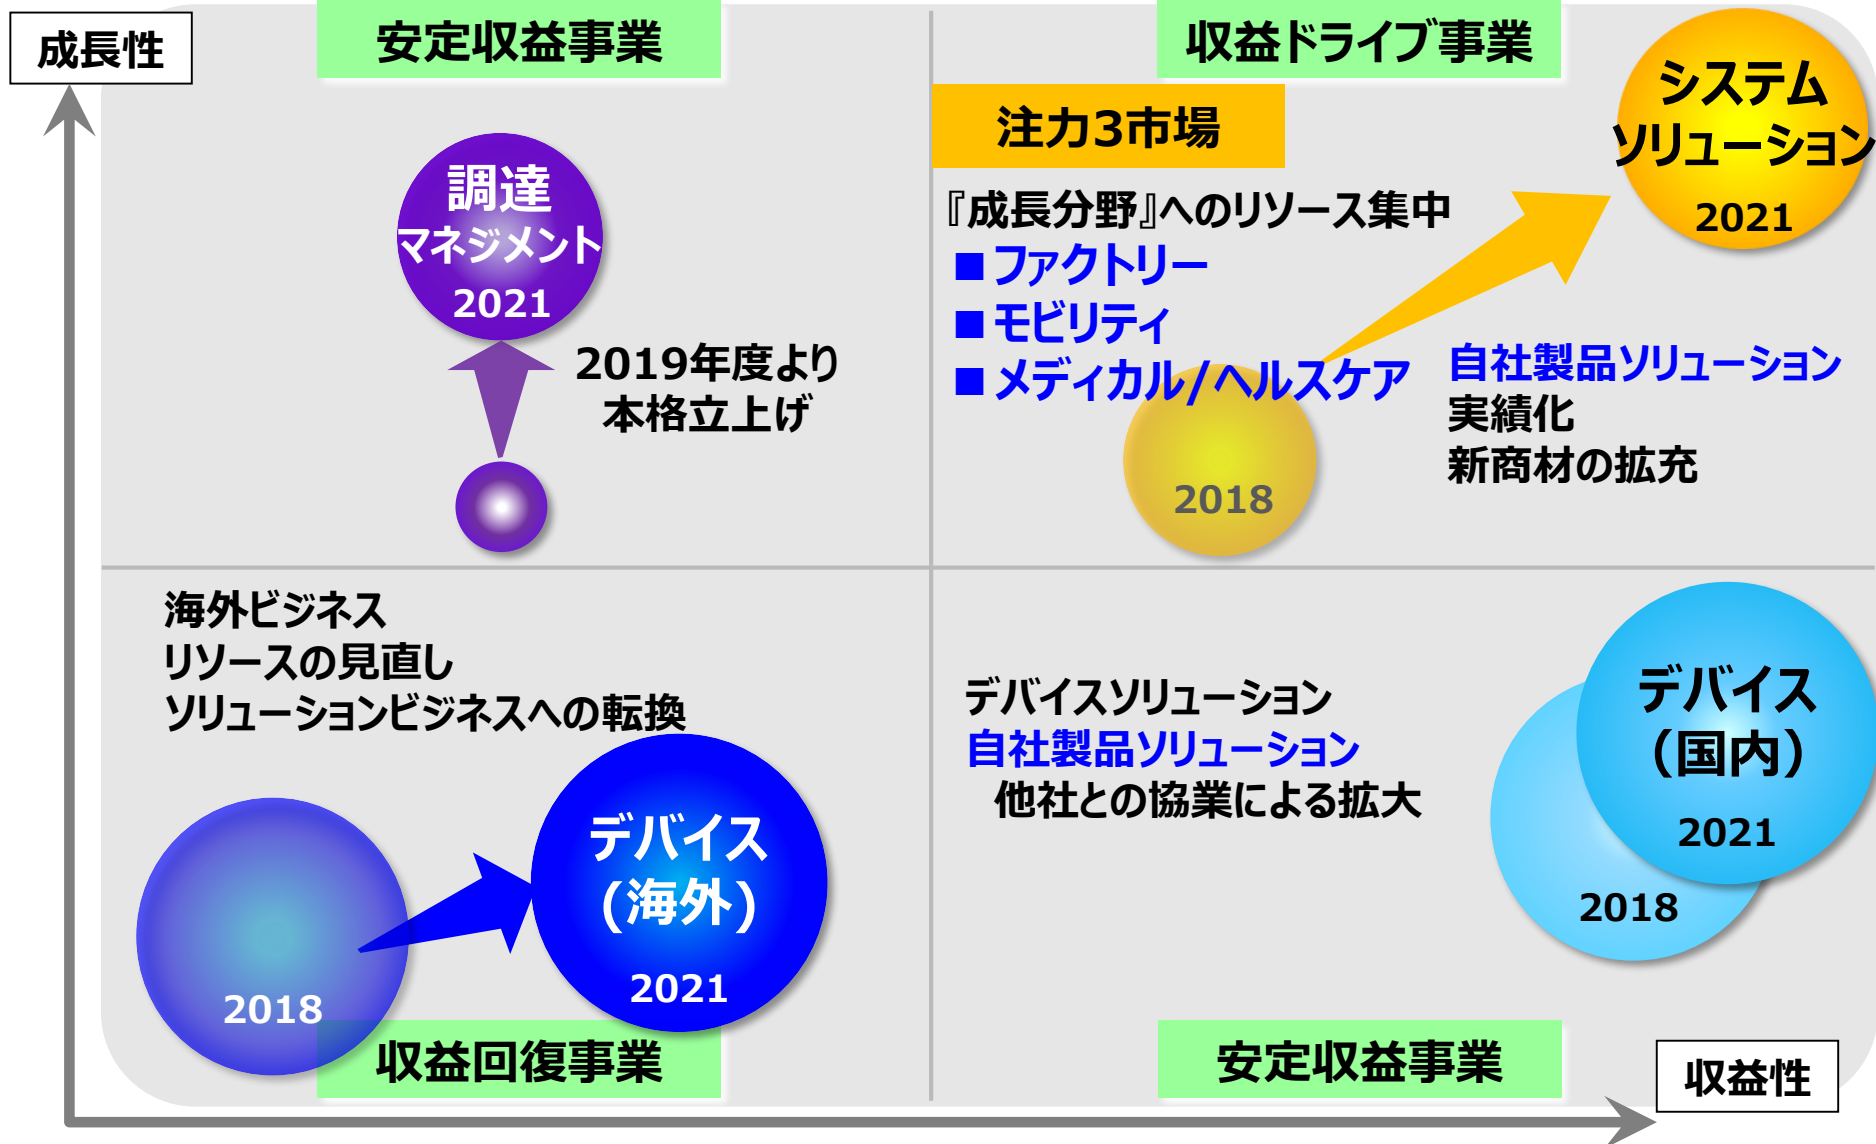 成長性
安定収益事業
調達
マネジメント
2021
2019年度より
本格立上げ
収益ドライブ事業
注力3市場
『成長分野』へのリソース集中
■ファクトリー
■モビリティ
■メディカル/ヘルスケア
システム
ソリューション
2021
2018
自社製品ソリューション
実績化
新商材の拡充
海外ビジネス
リソースの見直し
ソリューションビジネスへの転換
2018
デバイス
(海外)
2021
収益回復事業
デバイスソリューション
自社製品ソリューション
他社との協業による拡大
デバイス
(国内)
2021
2018
安定収益事業
収益性